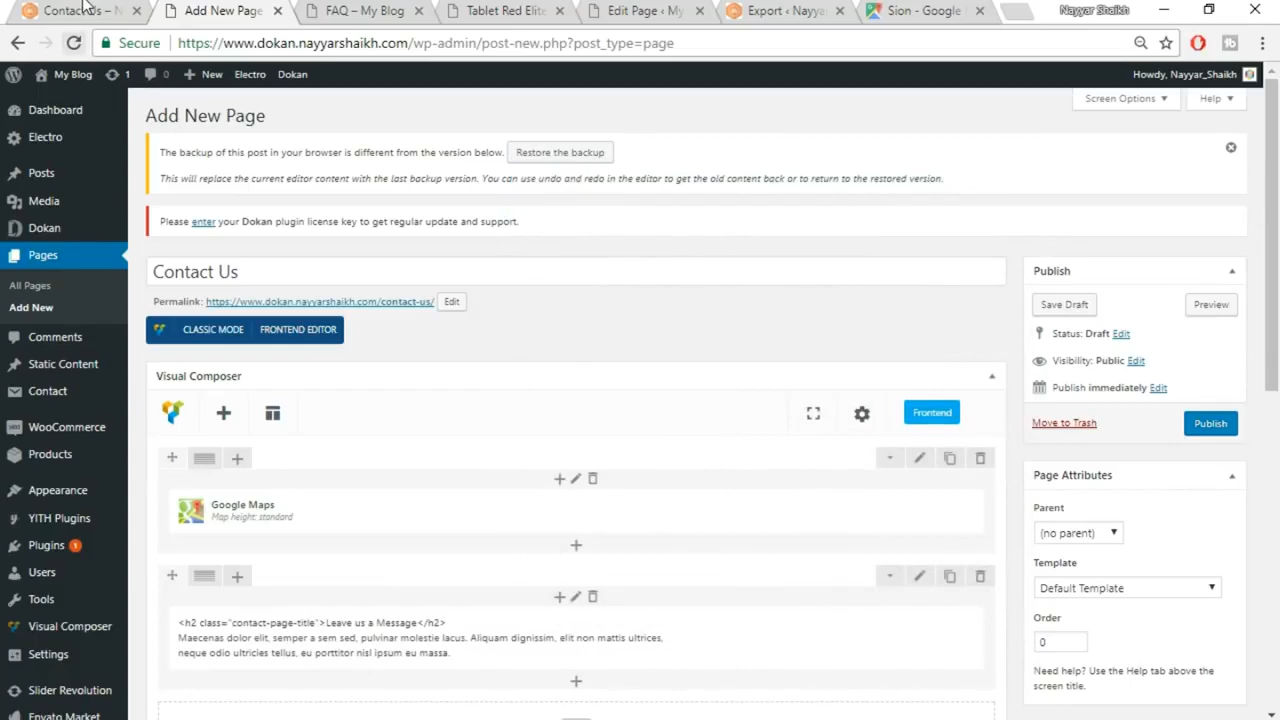 Contact Us – N
Add New Page
FAQ – My Blog
Tablet Red Elite
Edit Page ‹ My
Export ‹ Nayyar
Sion - Google
Nayyar Shaikh
Secure
https://www.dokan.nayyarshaikh.com/wp-admin/post-new.php?post_type=page
My Blog
1
0
New
Electro
Dokan
Howdy, Nayyar_Shaikh
Screen Options
Help
Dashboard
Electro
Posts
Media
Dokan
Pages
All Pages
Add New
Comments
Static Content
Contact
WooCommerce
Products
Appearance
YITH Plugins
Plugins 1
Users
Tools
Visual Composer
Settings
Slider Revolution
Envato Market
Add New Page
The backup of this post in your browser is different from the version below. Restore the backup
This will replace the current editor content with the last backup version. You can use undo and redo in the editor to get the old content back or to return to the restored version.
Please enter your Dokan plugin license key to get regular update and support.
Contact Us
Permalink: https://www.dokan.nayyarshaikh.com/contact-us/ Edit
CLASSIC MODE FRONTEND EDITOR
Visual Composer
Frontend
Google Maps
Map height: standard
<h2 class="contact-page-title">Leave us a Message</h2>
Maecenas dolor elit, semper a sem sed, pulvinar molestie lacus. Aliquam dignissim, elit non mattis ultrices,
neque odio ultricies tellus, eu porttitor nisl ipsum eu massa.
Publish
Save Draft
Preview
Status: Draft Edit
Visibility: Public Edit
Publish immediately Edit
Move to Trash
Publish
Page Attributes
Parent
(no parent)
Template
Default Template
Order
0
Need help? Use the Help tab above the
screen title.